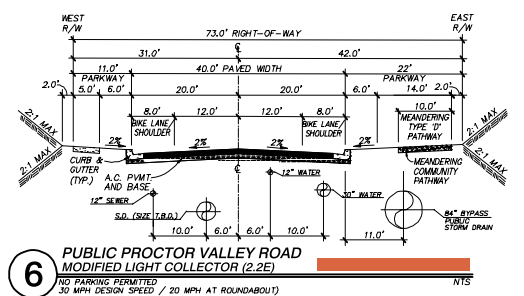 WEST
R/W
EAST
R/W
73.0' RIGHT-OF-WAY
℄
31.0'
42.0'
11.0'
PARKWAY
40.0' PAVED WIDTH
22'
PARKWAY
2.0'
5.0'
6.0'
20.0'
20.0'
6.0'
14.0'
2.0'
8.0'
12.0'
12.0'
8.0'
10.0'
BIKE LANE/
SHOULDER
BIKE LANE/
SHOULDER
MEANDERING
TYPE 'D'
PATHWAY
2:1 MAX
2:1 MAX
2:1 MAX
2:1 MAX
2%
2%
2%
2%
CURB &
GUTTER
(TYP.)
A.C. PVMT.
AND BASE
℄
12" WATER
MEANDERING
COMMUNITY
PATHWAY
12" SEWER
30" WATER
S.D. (SIZE T.B.D.)
84" BYPASS
PUBLIC
STORM DRAIN
10.0'
6.0'
6.0'
10.0'
11.0'
6
PUBLIC PROCTOR VALLEY ROAD
MODIFIED LIGHT COLLECTOR (2.2E)
NO PARKING PERMITTED
NTS
30 MPH DESIGN SPEED / 20 MPH AT ROUNDABOUT)